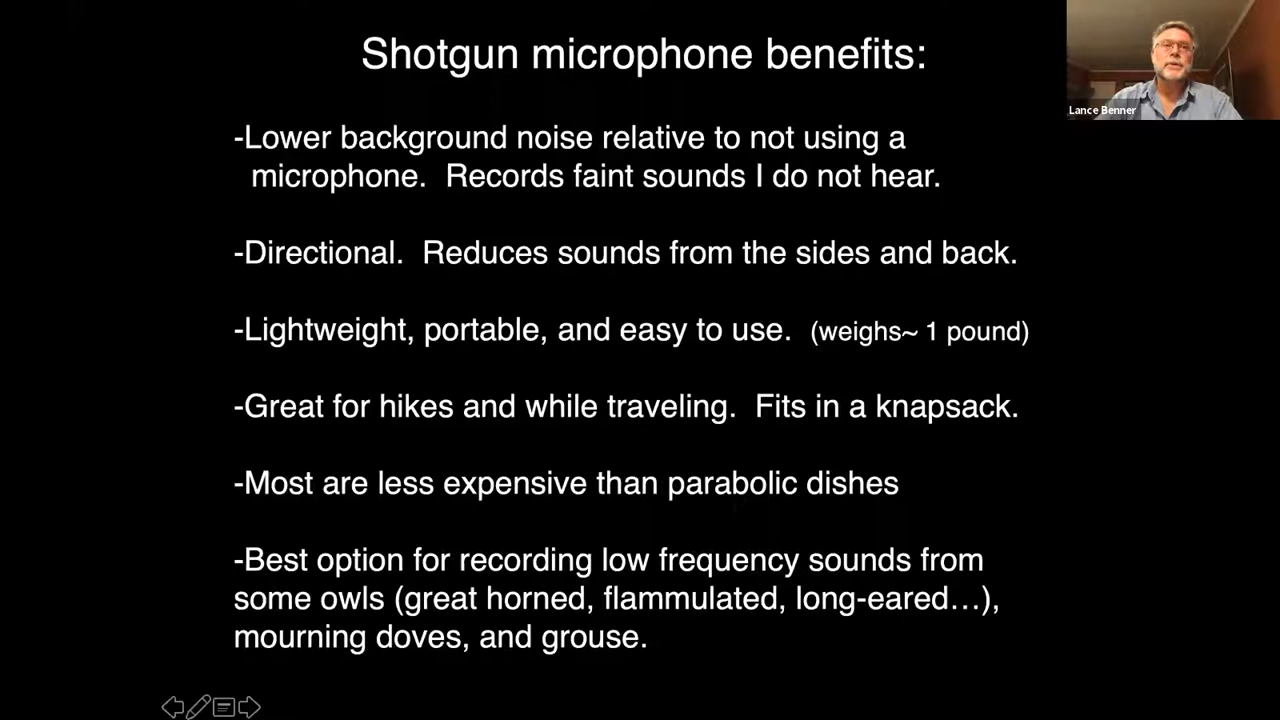 Shotgun microphone benefits:
Lance Benner
-Lower background noise relative to not using a
microphone.  Records faint sounds I do not hear.
-Directional.  Reduces sounds from the sides and back.
-Lightweight, portable, and easy to use.  (weighs~ 1 pound)
-Great for hikes and while traveling.  Fits in a knapsack.
-Most are less expensive than parabolic dishes
-Best option for recording low frequency sounds from
some owls (great horned, flammulated, long-eared…),
mourning doves, and grouse.